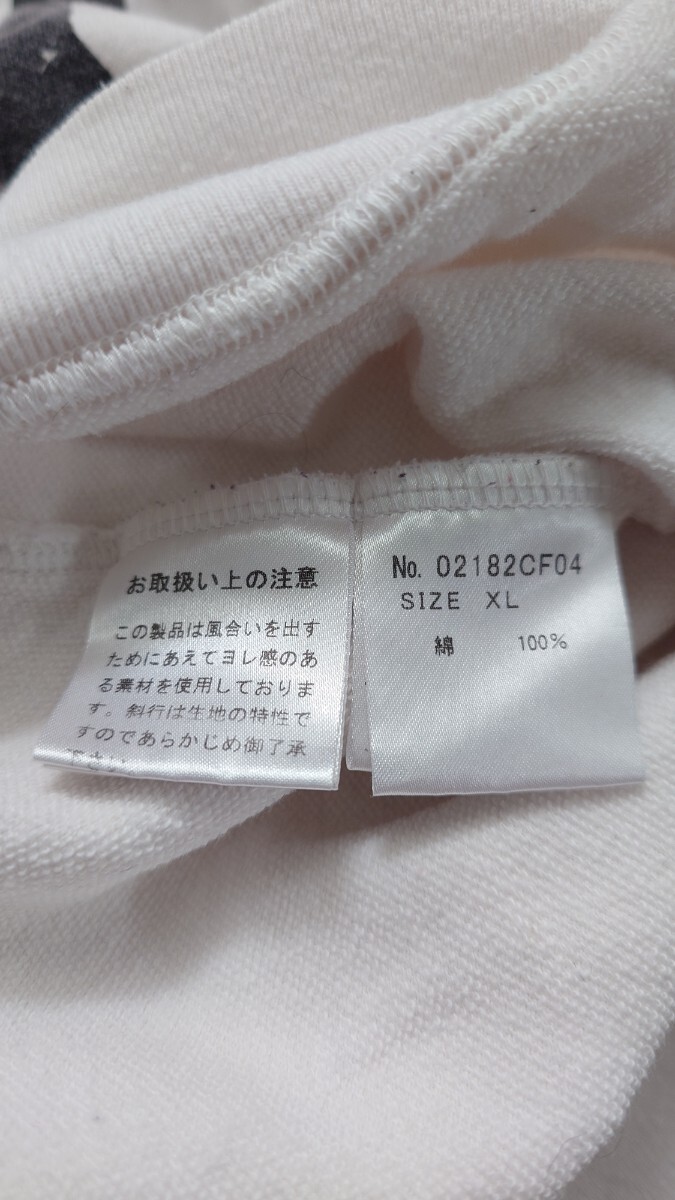 お取扱い上の注意
この製品は風合いを出す
ためにあえてヨレ感のあ
る素材を使用しておりま
す。斜行は生地の特性で
すのであらかじめ御了承
下さい。
No. 02182CF04
SIZE XL
綿 100%